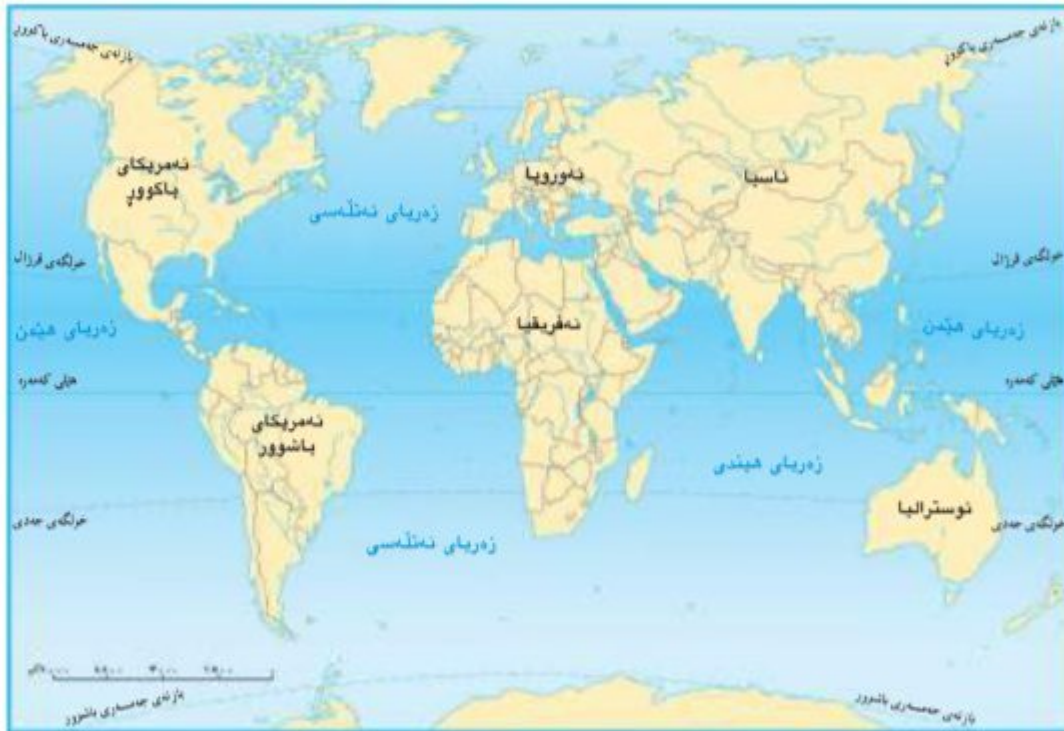 بازنەی جەمسەری باکوور
بازنەی جەمسەری باکوور
ئەمریکای
باکوور
ئەوروپا
ئاسیا
زەریای ئەتڵەسی
خولگەی قرژاڵ
خولگەی قرژاڵ
زەریای هێمن
ئەفریقیا
زەریای هێمن
هێڵی کەمەرە
هێڵی کەمەرە
ئەمریکای
باشوور
زەریای هیندی
ئوسترالیا
خولگەی جەدی
خولگەی جەدی
زەریای ئەتڵەسی
بازنەی جەمسەری باشوور
بازنەی جەمسەری باشوور